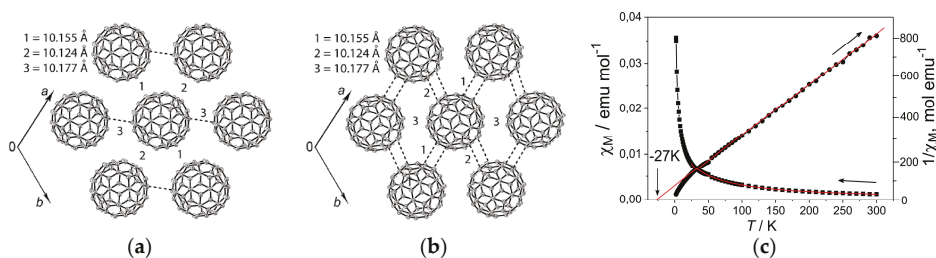 1 = 10.155 Å
2 = 10.124 Å
3 = 10.177 Å
1
2
a
3
3
0
2
1
b
(a)
1 = 10.155 Å
2 = 10.124 Å
3 = 10.177 Å
2
1
a
3
3
0
1
2
b
(b)
0,04
0,03
0,02
0,01
0,00
χM / emu mol-1
-27K
0
50
100
150
200
250
300
T / K
800
600
400
200
0
1/χM, mol emu-1
(c)